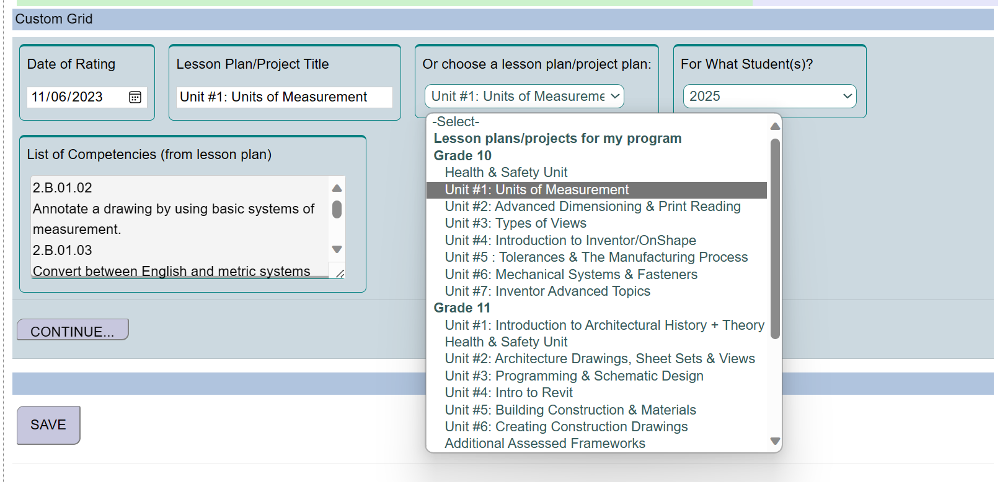 Custom Grid
Date of Rating
11/06/2023
Lesson Plan/Project Title
Unit #1: Units of Measurement
Or choose a lesson plan/project plan:
Unit #1: Units of Measureme
For What Student(s)?
2025
-Select-
Lesson plans/projects for my program
Grade 10
Health & Safety Unit
Unit #1: Units of Measurement
Unit #2: Advanced Dimensioning & Print Reading
Unit #3: Types of Views
Unit #4: Introduction to Inventor/OnShape
Unit #5 : Tolerances & The Manufacturing Process
Unit #6: Mechanical Systems & Fasteners
Unit #7: Inventor Advanced Topics
Grade 11
Unit #1: Introduction to Architectural History + Theory
Health & Safety Unit
Unit #2: Architecture Drawings, Sheet Sets & Views
Unit #3: Programming & Schematic Design
Unit #4: Intro to Revit
Unit #5: Building Construction & Materials
Unit #6: Creating Construction Drawings
Additional Assessed Frameworks
List of Competencies (from lesson plan)
2.B.01.02
Annotate a drawing by using basic systems of
measurement.
2.B.01.03
Convert between English and metric systems
CONTINUE...
SAVE